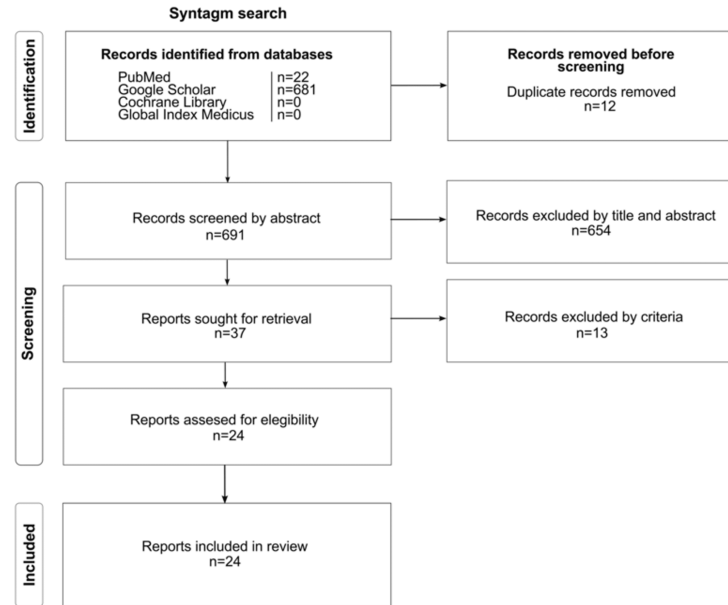 Syntagm search
Identification
Records identified from databases
PubMed n=22
Google Scholar n=681
Cochrane Library n=0
Global Index Medicus n=0
Records removed before
screening
Duplicate records removed
n=12
Screening
Records screened by abstract
n=691
Records excluded by title and abstract
n=654
Reports sought for retrieval
n=37
Records excluded by criteria
n=13
Reports assesed for elegibility
n=24
Included
Reports included in review
n=24